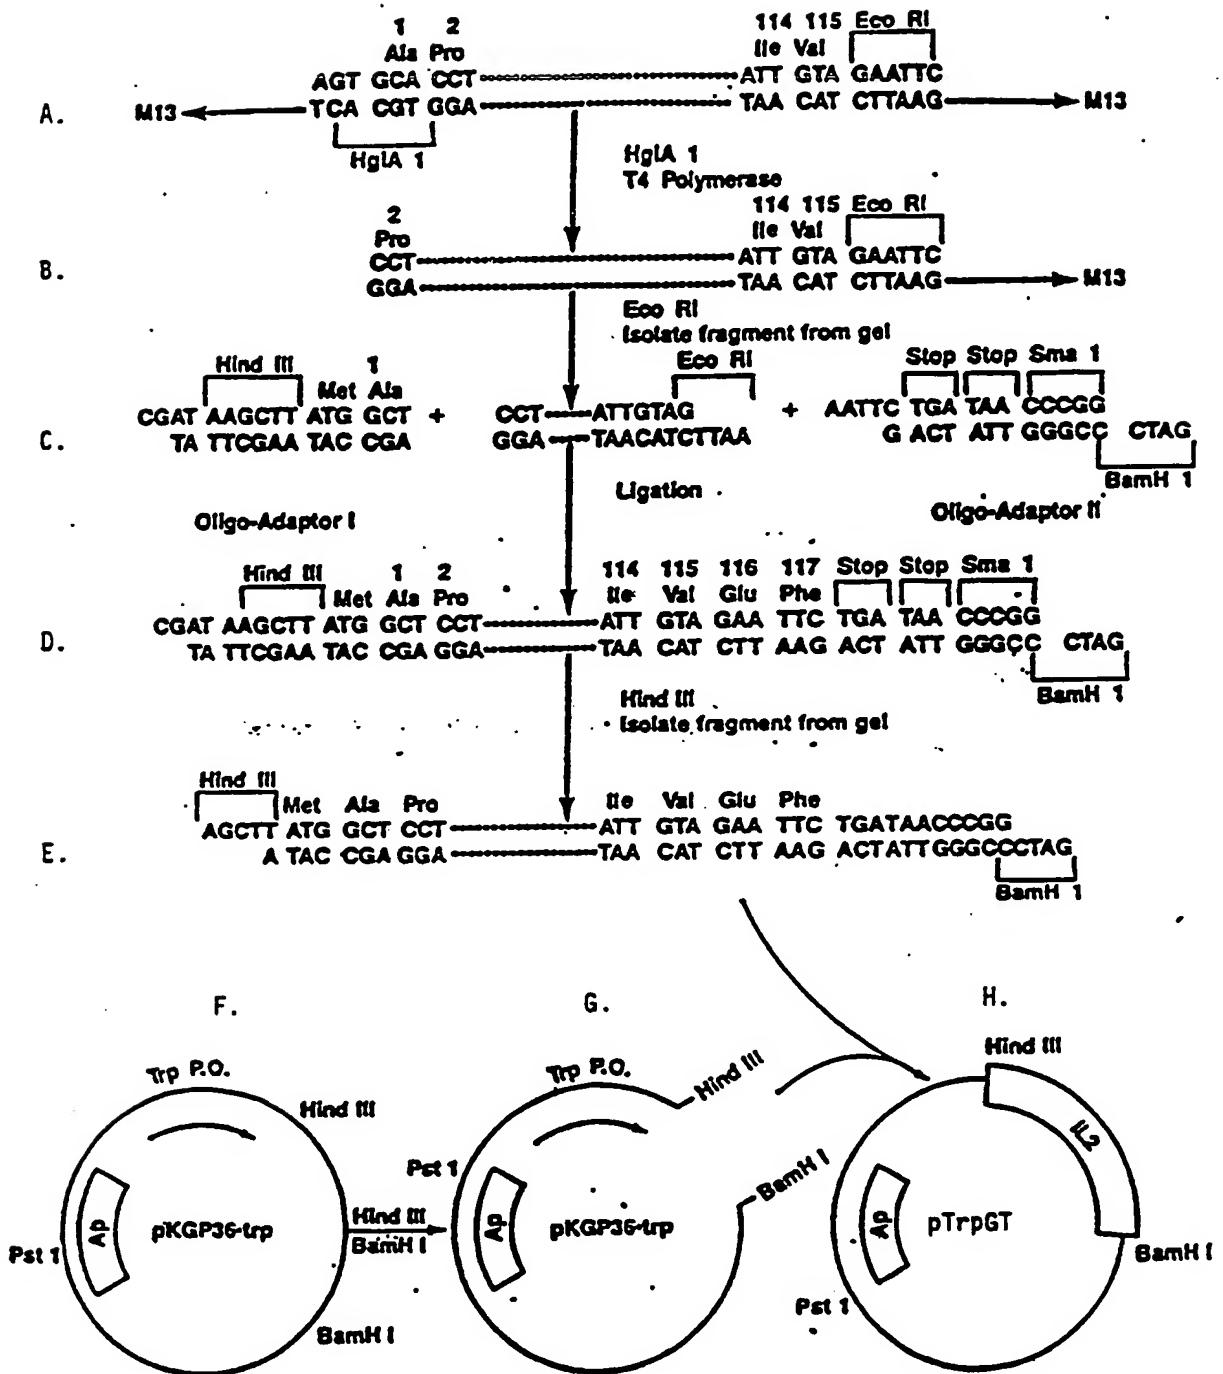 1 2 114 115 Eco RI
Ala Pro Ile Val
AGT GCA CCT ATT GTA GAATTC
A. M13 TCA CGT GGA TAA CAT CTTAAG M13
HgiA 1
HgiA 1
T4 Polymerase
2 114 115 Eco RI
Pro Ile Val
CCT ATT GTA GAATTC
B. GGA TAA CAT CTTAAG M13
Eco RI
Isolate fragment from gel
Hind III 1 Eco RI Stop Stop Sma 1
Met Ala
CGAT AAGCTT ATG GCT + CCT ATTGTAG + AATTC TGA TAA CCCGG
C. TA TTCGAA TAC CGA GGA TAACATCTTAA G ACT ATT GGGCC CTAG
BamH 1
Ligation
Oligo-Adaptor I Oligo-Adaptor II
Hind III 1 2 114 115 116 117 Stop Stop Sma 1
Met Ala Pro Ile Val Glu Phe
CGAT AAGCTT ATG GCT CCT ATT GTA GAA TTC TGA TAA CCCGG
D. TA TTCGAA TAC CGA GGA TAA CAT CTT AAG ACT ATT GGGCC CTAG
BamH 1
Hind III
Isolate fragment from gel
Hind III
Met Ala Pro Ile Val Glu Phe
AGCTT ATG GCT CCT ATT GTA GAA TTC TGATAACCCGG
E. A TAC CGA GGA TAA CAT CTT AAG ACTATTGGGCCCTAG
BamH 1
F. G. H.
Trp P.O.
Hind III
Ap
pKGP36-trp
Pst 1
BamH I
Hind III
BamH I
Trp P.O.
Hind III
Pst 1
Ap
pKGP36-trp
BamH I
Hind III
IL2
Ap
pTrpGT
BamH I
Pst 1